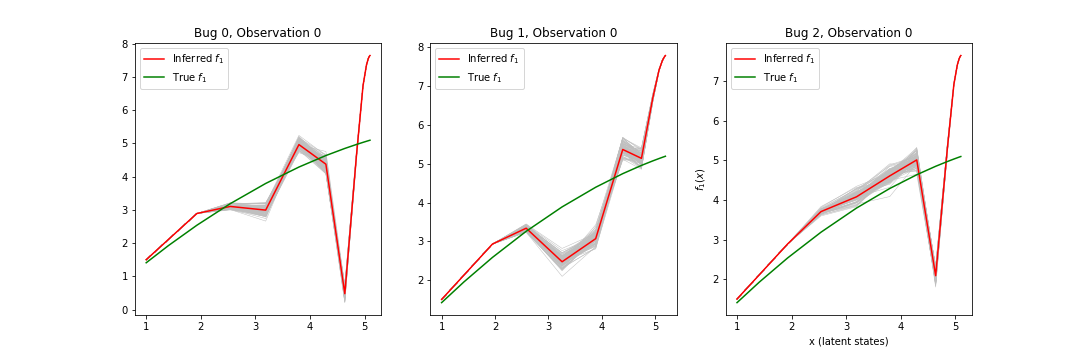 Bug 0, Observation 0
Inferred f₁
True f₁
8
7
6
5
4
3
2
1
0
1 2 3 4 5
Bug 1, Observation 0
Inferred f₁
True f₁
8
7
6
5
4
3
2
1 2 3 4 5
Bug 2, Observation 0
Inferred f₁
True f₁
f₁(x)
7
6
5
4
3
2
1 2 3 4 5
x (latent states)